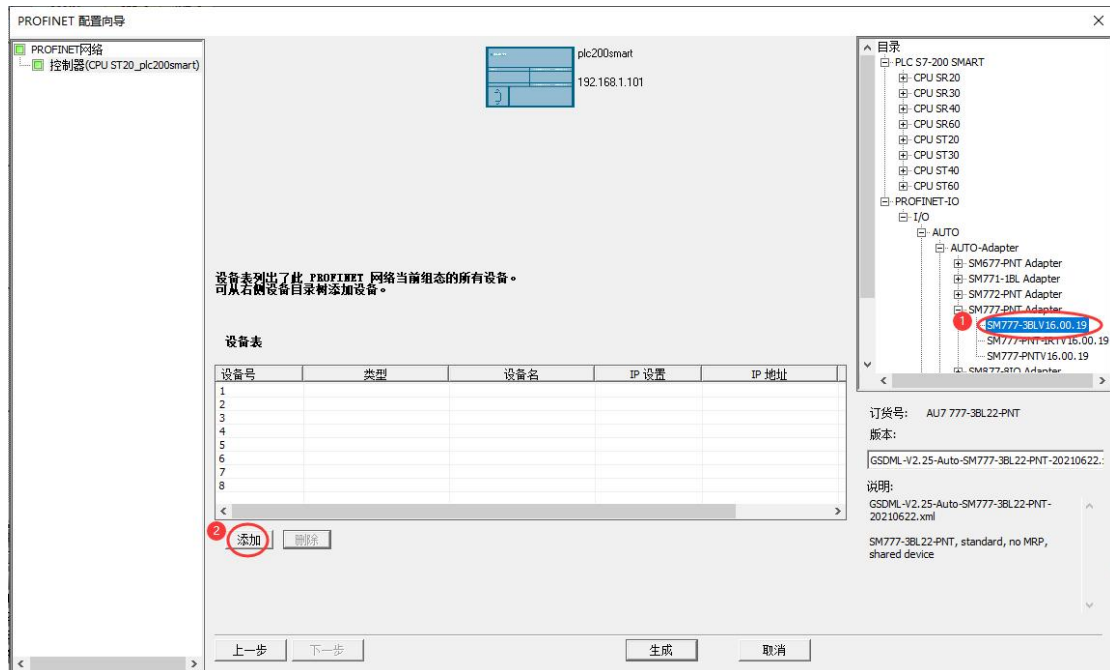 PROFINET 配置向导
PROFINET网络
控制器(CPU ST20_plc200smart)
plc200smart
192.168.1.101
设备表列出了此 PROFINET 网络当前组态的所有设备。
可从右侧设备目录树添加设备。
设备表
设备号 类型 设备名 IP 设置 IP 地址
1
2
3
4
5
6
7
8
2
添加 删除
上一步 下一步 生成 取消
目录
PLC S7-200 SMART
CPU SR20
CPU SR30
CPU SR40
CPU SR60
CPU ST20
CPU ST30
CPU ST40
CPU ST60
PROFINET-IO
I/O
AUTO
AUTO-Adapter
SM677-PNT Adapter
SM771-1BL Adapter
SM772-PNT Adapter
SM777-PNT Adapter
1 SM777-3BLV16.00.19
SM777-PNT-IRTV16.00.19
SM777-PNTV16.00.19
SM877-8IO Adapter
订货号: AU7 777-3BL22-PNT
版本:
GSDML-V2.25-Auto-SM777-3BL22-PNT-20210622.
说明:
GSDML-V2.25-Auto-SM777-3BL22-PNT-
20210622.xml
SM777-3BL22-PNT, standard, no MRP,
shared device